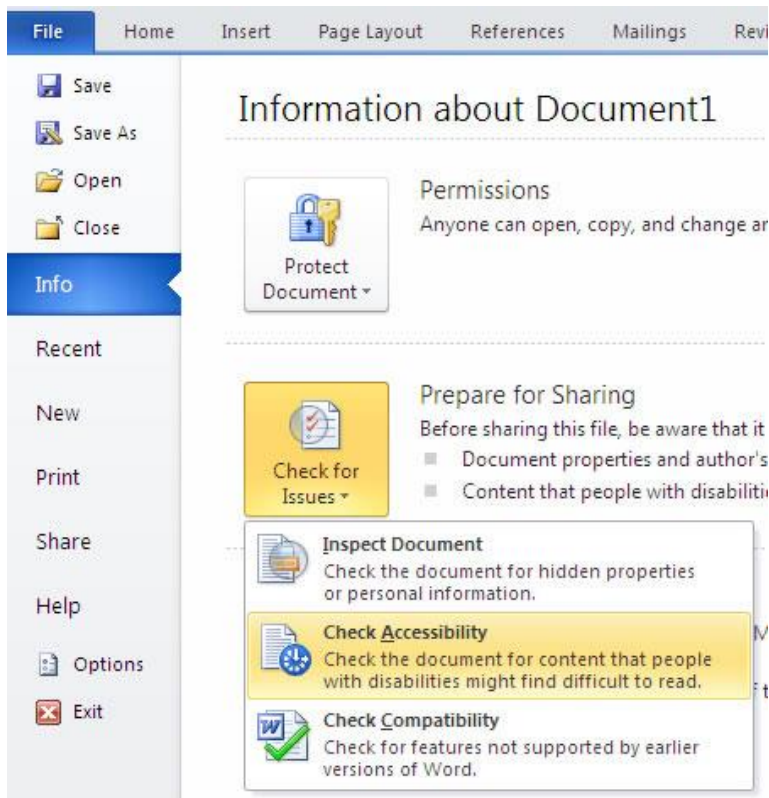 File Home Insert Page Layout References Mailings
Save
Save As
Open
Close
Info
Recent
New
Print
Share
Help
Options
Exit
Information about Document1
Protect
Document
Permissions
Anyone can open, copy, and change
Check for
Issues
Prepare for Sharing
Before sharing this file, be aware that it
Document properties and author's
Content that people with
Inspect Document
Check the document for hidden properties
or personal information.
Check Accessibility
Check the document for content that people
with disabilities might find difficult to read.
Check Compatibility
Check for features not supported by earlier
versions of Word.